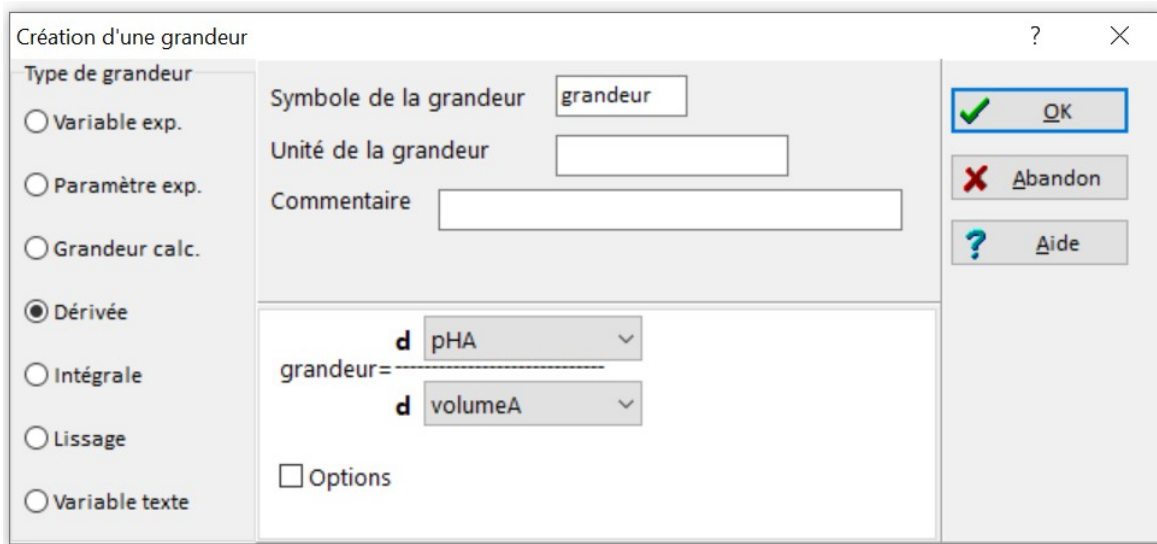 Création d'une grandeur
?
Type de grandeur
Variable exp.
Paramètre exp.
Grandeur calc.
Dérivée
Intégrale
Lissage
Variable texte
Symbole de la grandeur grandeur
Unité de la grandeur
Commentaire
grandeur=
d pHA
d volumeA
Options
OK
Abandon
? Aide